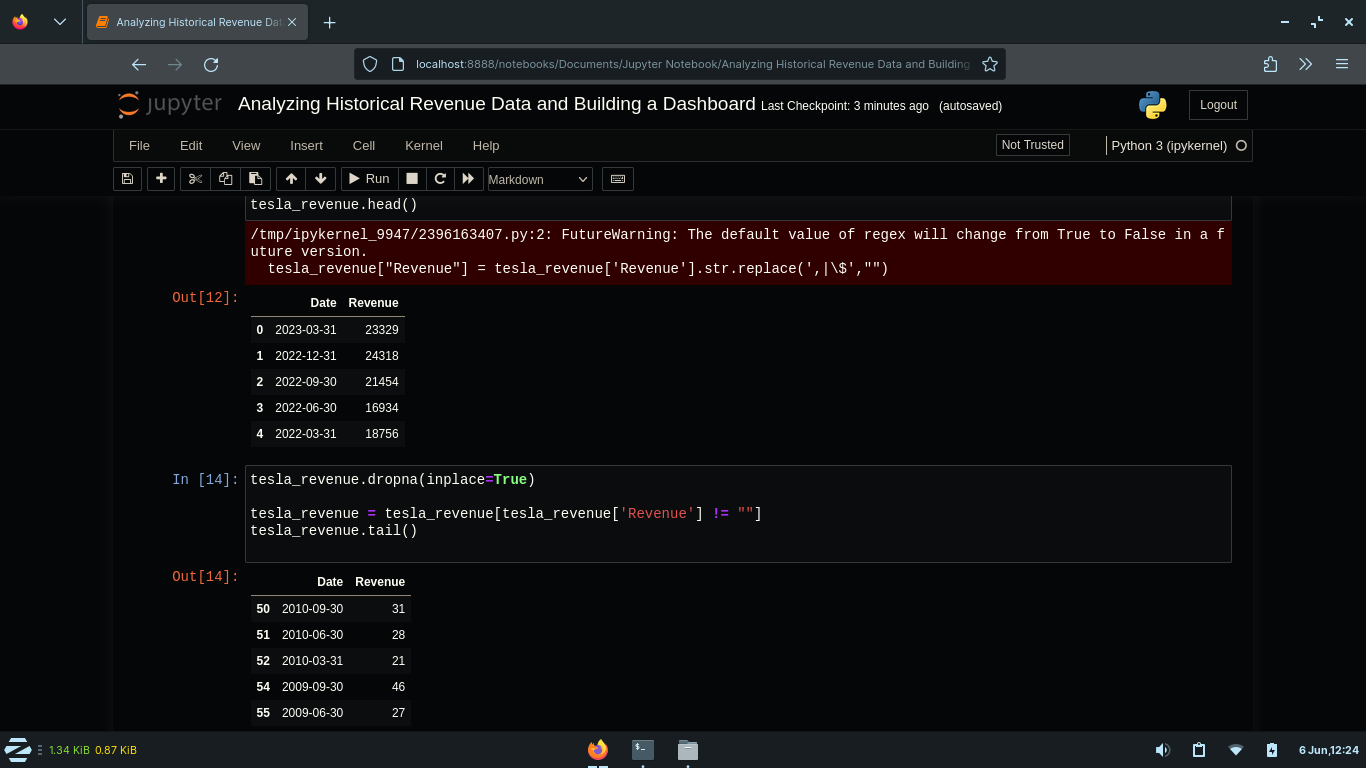 Analyzing Historical Revenue Dat
localhost:8888/notebooks/Documents/Jupyter Notebook/Analyzing Historical Revenue Data and Building
jupyter Analyzing Historical Revenue Data and Building a Dashboard Last Checkpoint: 3 minutes ago (autosaved)
Logout
File Edit View Insert Cell Kernel Help
Not Trusted
Python 3 (ipykernel)
Run
Markdown
tesla_revenue.head()
/tmp/ipykernel_9947/2396163407.py:2: FutureWarning: The default value of regex will change from True to False in a f
uture version.
tesla_revenue["Revenue"] = tesla_revenue['Revenue'].str.replace(',|\$',"")
Out[12]:
Date Revenue
0 2023-03-31 23329
1 2022-12-31 24318
2 2022-09-30 21454
3 2022-06-30 16934
4 2022-03-31 18756
In [14]: tesla_revenue.dropna(inplace=True)
tesla_revenue = tesla_revenue[tesla_revenue['Revenue'] != ""]
tesla_revenue.tail()
Out[14]:
Date Revenue
50 2010-09-30 31
51 2010-06-30 28
52 2010-03-31 21
54 2009-09-30 46
55 2009-06-30 27
1.34 KiB 0.87 KiB
6 Jun,12:24